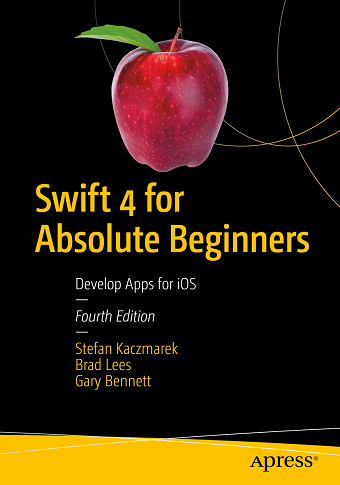 Swift 4 for
Absolute Beginners
Develop Apps for iOS
—
Fourth Edition
—
Stefan Kaczmarek
Brad Lees
Gary Bennett
Apress®